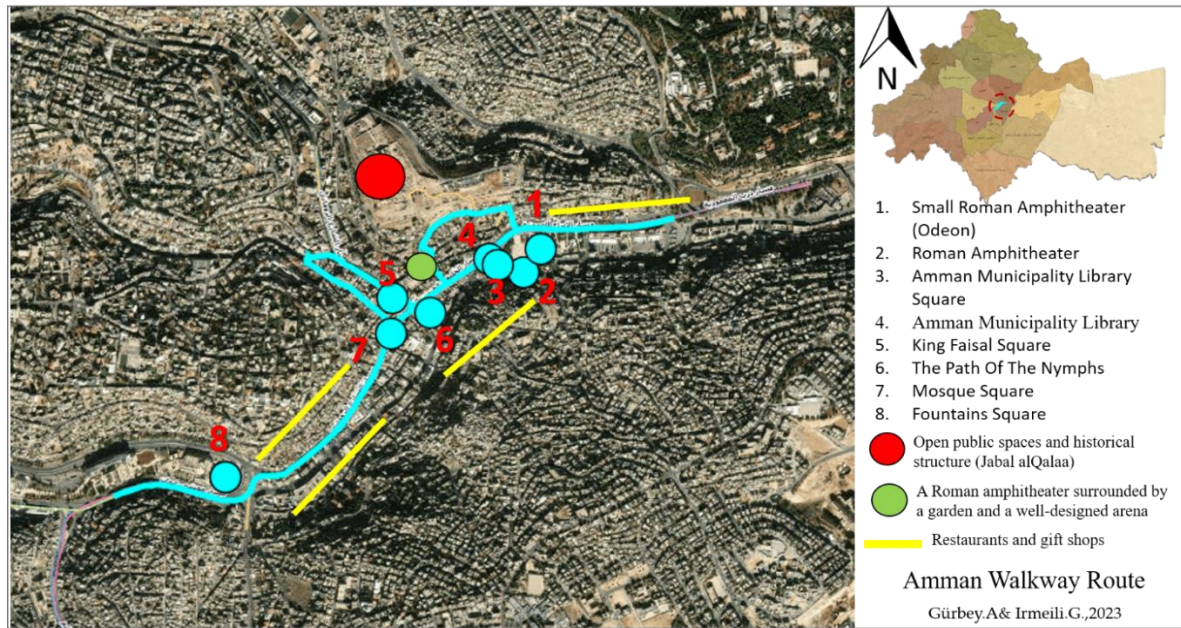 1
4
5
3
2
6
7
8
N
1. Small Roman Amphitheater
(Odeon)
2. Roman Amphitheater
3. Amman Municipality Library
Square
4. Amman Municipality Library
5. King Faisal Square
6. The Path Of The Nymphs
7. Mosque Square
8. Fountains Square
Open public spaces and historical
structure (Jabal alQalaa)
A Roman amphitheater surrounded by
a garden and a well-designed arena
Restaurants and gift shops
Amman Walkway Route
Gürbey.A& Irmeili.G.,2023